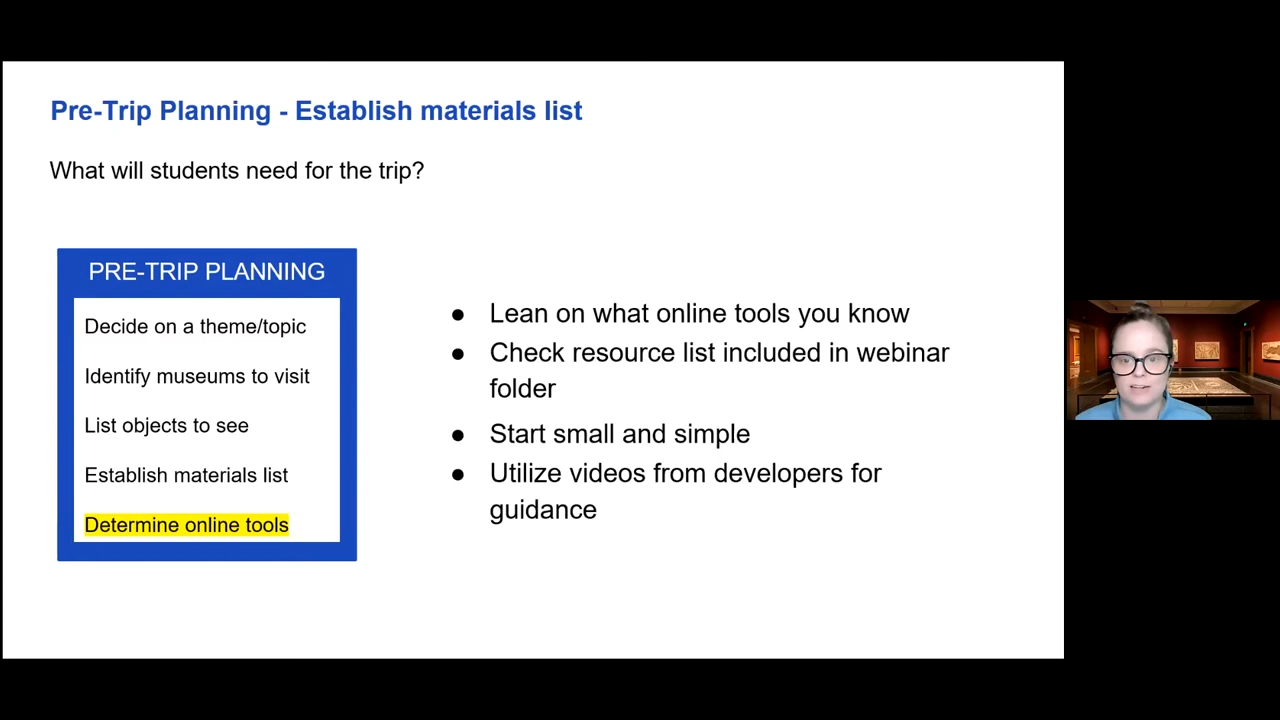 Pre-Trip Planning - Establish materials list
What will students need for the trip?
PRE-TRIP PLANNING
Decide on a theme/topic
Identify museums to visit
List objects to see
Establish materials list
Determine online tools
● Lean on what online tools you know
● Check resource list included in webinar
folder
● Start small and simple
● Utilize videos from developers for
guidance